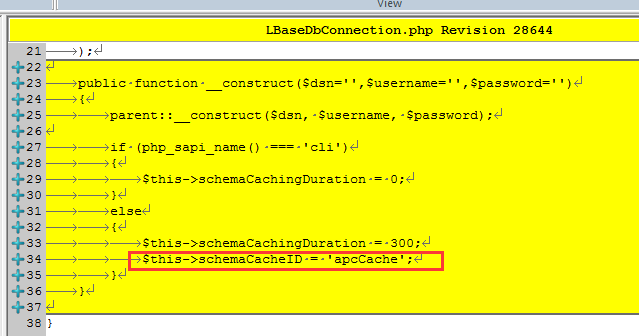 View
LBaseDbConnection.php Revision 28644
21 );
22
23 public function __construct($dsn='',$username='',$password='')
24 {
25 parent::__construct($dsn, $username, $password);
26
27 if (php_sapi_name() === 'cli')
28 {
29 $this->schemaCachingDuration = 0;
30 }
31 else
32 {
33 $this->schemaCachingDuration = 300;
34 $this->schemaCacheID = 'apcCache';
35 }
36 }
37
38 }